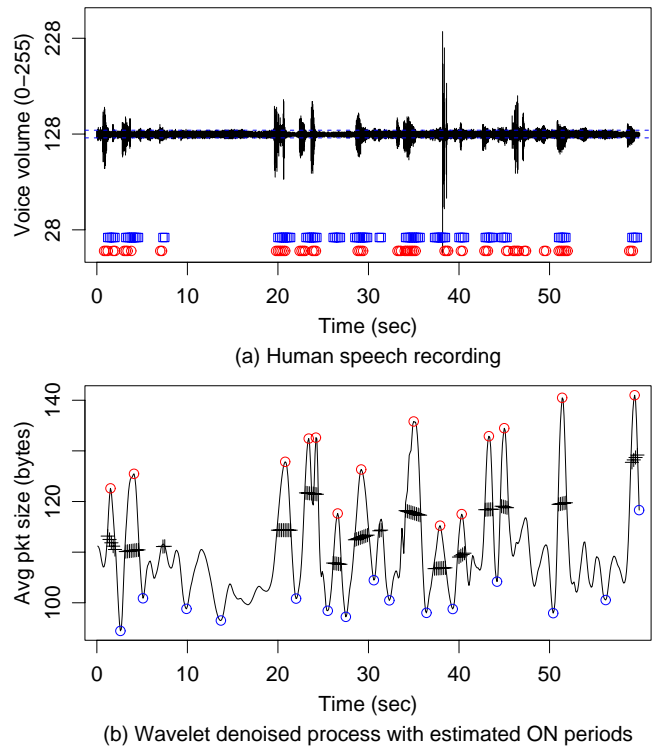 228
128
28
Voice volume (0−255)
0 10 20 30 40 50
Time (sec)
(a) Human speech recording
140
120
100
Avg pkt size (bytes)
0 10 20 30 40 50
Time (sec)
(b) Wavelet denoised process with estimated ON periods